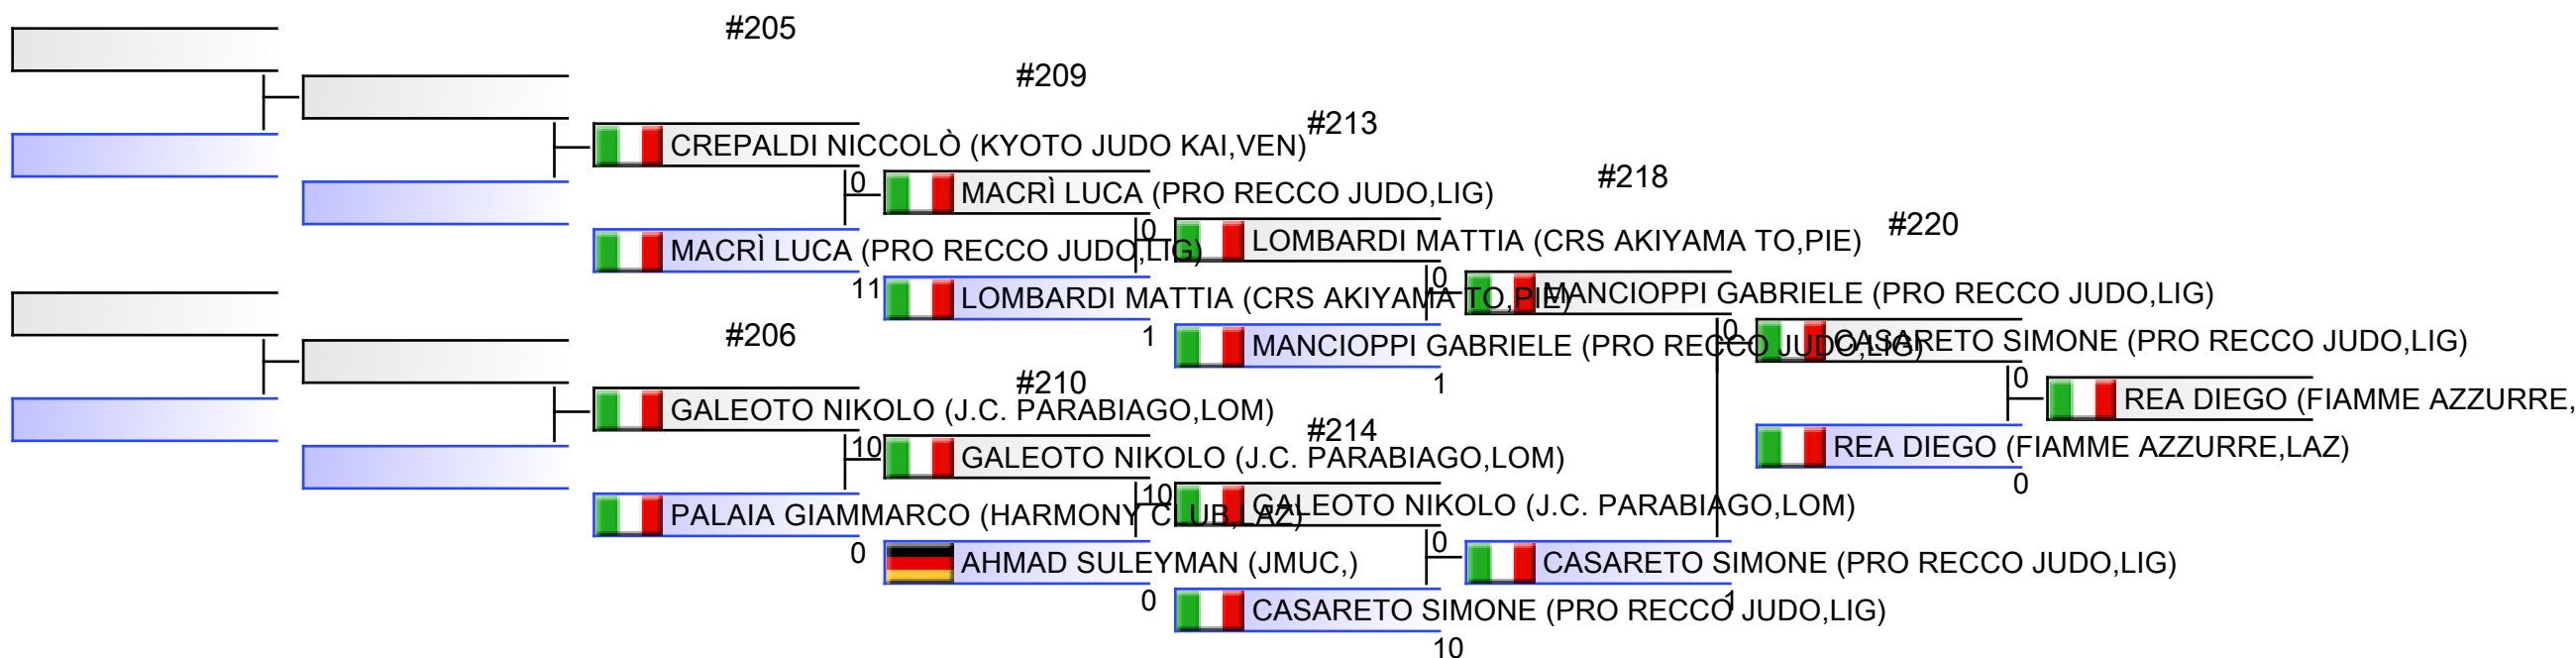 #205
#209
#213
CREPALDI NICCOLÒ (KYOTO JUDO KAI,VEN)
#218
0
MACRÌ LUCA (PRO RECCO JUDO,LIG)
#220
0
MACRÌ LUCA (PRO RECCO JUDO,LIG)
LOMBARDI MATTIA (CRS AKIYAMA TO,PIE)
11
LOMBARDI MATTIA (CRS AKIYAMA TO,PIE)
0
MANCIOPPI GABRIELE (PRO RECCO JUDO,LIG)
#206
1
MANCIOPPI GABRIELE (PRO RECCO JUDO,LIG)
0
CASARETO SIMONE (PRO RECCO JUDO,LIG)
#210
1
0
REA DIEGO (FIAMME AZZURRE,
GALEOTO NIKOLO (J.C. PARABIAGO,LOM)
#214
10
GALEOTO NIKOLO (J.C. PARABIAGO,LOM)
REA DIEGO (FIAMME AZZURRE,LAZ)
0
10
GALEOTO NIKOLO (J.C. PARABIAGO,LOM)
PALAIA GIAMMARCO (HARMONY CLUB,LAZ)
0
0
AHMAD SULEYMAN (JMUC,)
CASARETO SIMONE (PRO RECCO JUDO,LIG)
0
1
CASARETO SIMONE (PRO RECCO JUDO,LIG)
10